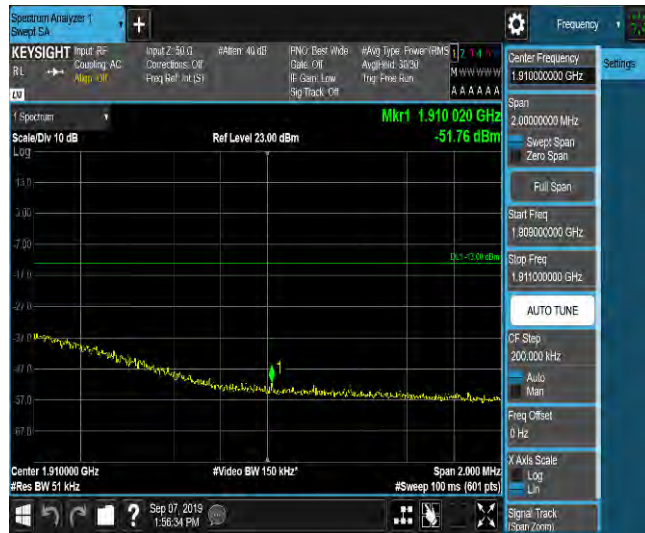 Spectrum Analyzer 1
Swept SA
Frequency
KEYSIGHT
RL
Input: RF
Coupling: AC
Align: Off
Input Z: 50 Ω
Corrections: Off
Freq Ref: Int (S)
#Atten: 40 dB
PNO: Best Wide
Gate: Off
IF Gain: Low
Sig Track: Off
#Avg Type: Power (RMS
Avg|Hold: 30/30
Trig: Free Run
M W W W W W
A A A A A A
Settings
1 Spectrum
Scale/Div 10 dB
Log
Ref Level 23.00 dBm
Mkr1 1.910 020 GHz
-51.76 dBm
13.0
3.00
-7.00
DL1 -13.00 dBm
-17.0
-27.0
-37.0
-47.0
1
-57.0
-67.0
Center 1.910000 GHz
#Res BW 51 kHz
#Video BW 150 kHz*
Span 2.000 MHz
#Sweep 100 ms (601 pts)
Center Frequency
1.910000000 GHz
Span
2.00000000 MHz
Swept Span
Zero Span
Full Span
Start Freq
1.909000000 GHz
Stop Freq
1.911000000 GHz
AUTO TUNE
CF Step
200.000 kHz
Auto
Man
Freq Offset
0 Hz
X Axis Scale
Log
Lin
Signal Track
(Span Zoom)
?
Sep 07, 2019
1:56:34 PM